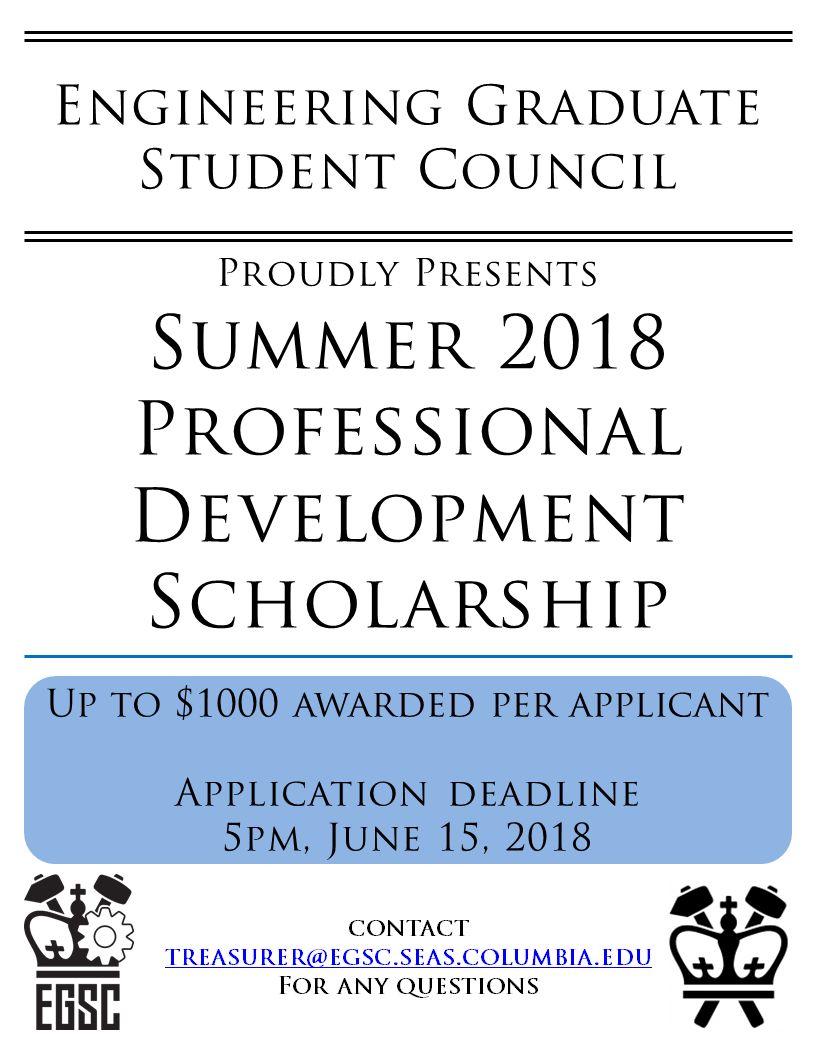 Engineering Graduate
Student Council
Proudly Presents
Summer 2018
Professional
Development
Scholarship
Up to $1000 awarded per applicant
Application deadline
5pm, June 15, 2018
contact
treasurer@egsc.seas.columbia.edu
For any questions
EGSC